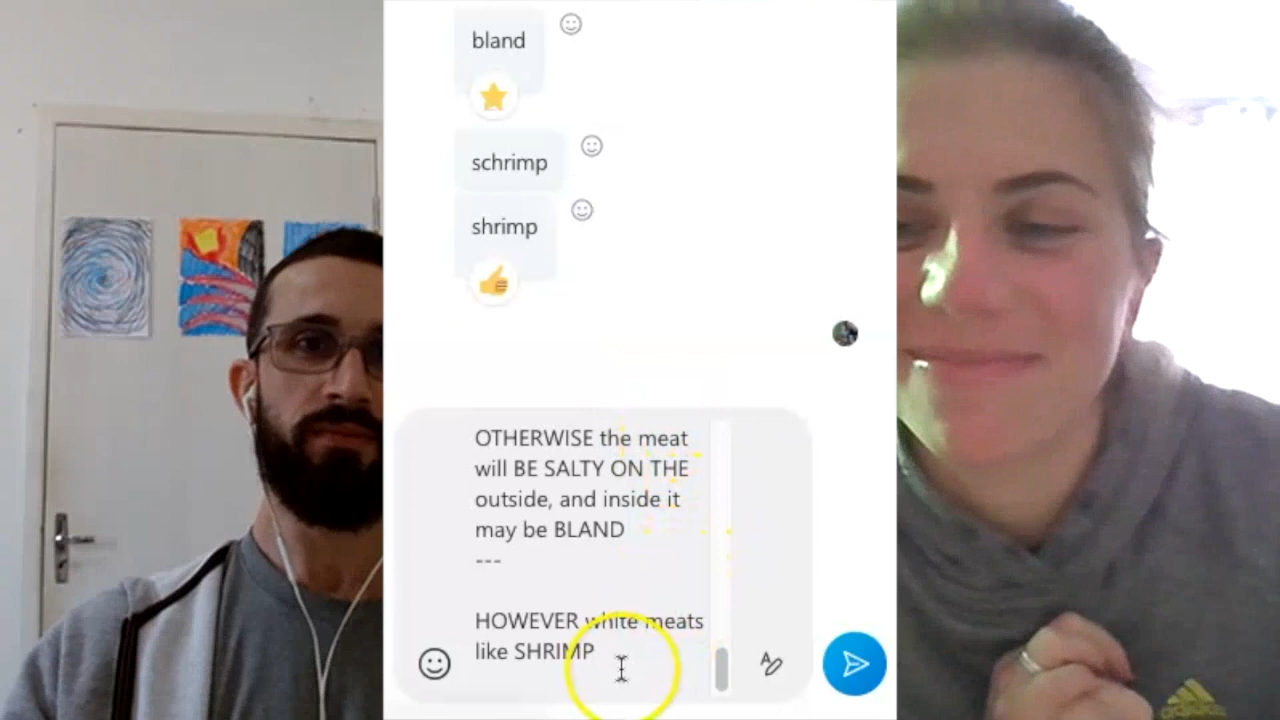 bland
schrimp
shrimp
OTHERWISE the meat
will BE SALTY ON THE
outside, and inside it
may be BLAND
---
HOWEVER white meats
like SHRIMP
adidas